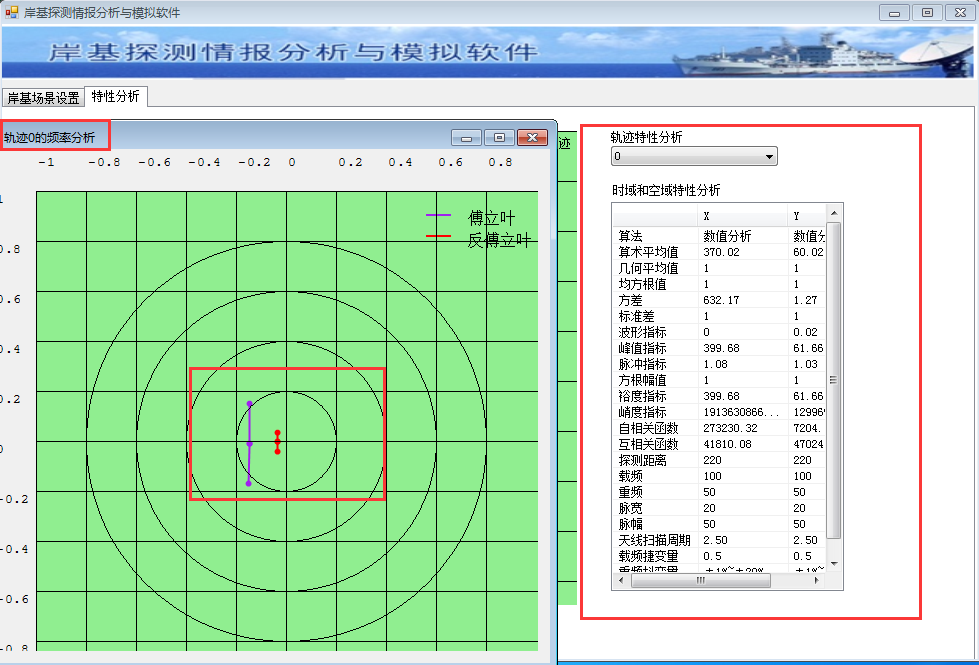 岸基探测情报分析与模拟软件
岸基探测情报分析与模拟软件
岸基场景设置 特性分析
轨迹0的频率分析
-1 -0.8 -0.6 -0.4 -0.2 0 0.2 0.4 0.6 0.8
傅立叶
反傅立叶
0.8
0.6
0.4
0.2
0
-0.2
-0.4
-0.6
-0.8
迹
轨迹特性分析
0
时域和空域特性分析
X Y
算法 数值分析 数值分
算术平均值 370.02 60.02
几何平均值 1 1
均方根值 1 1
方差 632.17 1.27
标准差 1 1
波形指标 0 0.02
峰值指标 399.68 61.66
脉冲指标 1.08 1.03
方根幅值 1 1
裕度指标 399.68 61.66
峭度指标 1913630866... 12996
自相关函数 273230.32 7204.
互相关函数 41810.08 47024
探测距离 220 220
载频 100 100
重频 50 50
脉宽 20 20
脉幅 50 50
天线扫描周期 2.50 2.50
载频捷变量 0.5 0.5
重频抖变量 ±1%~±20% ±1%~